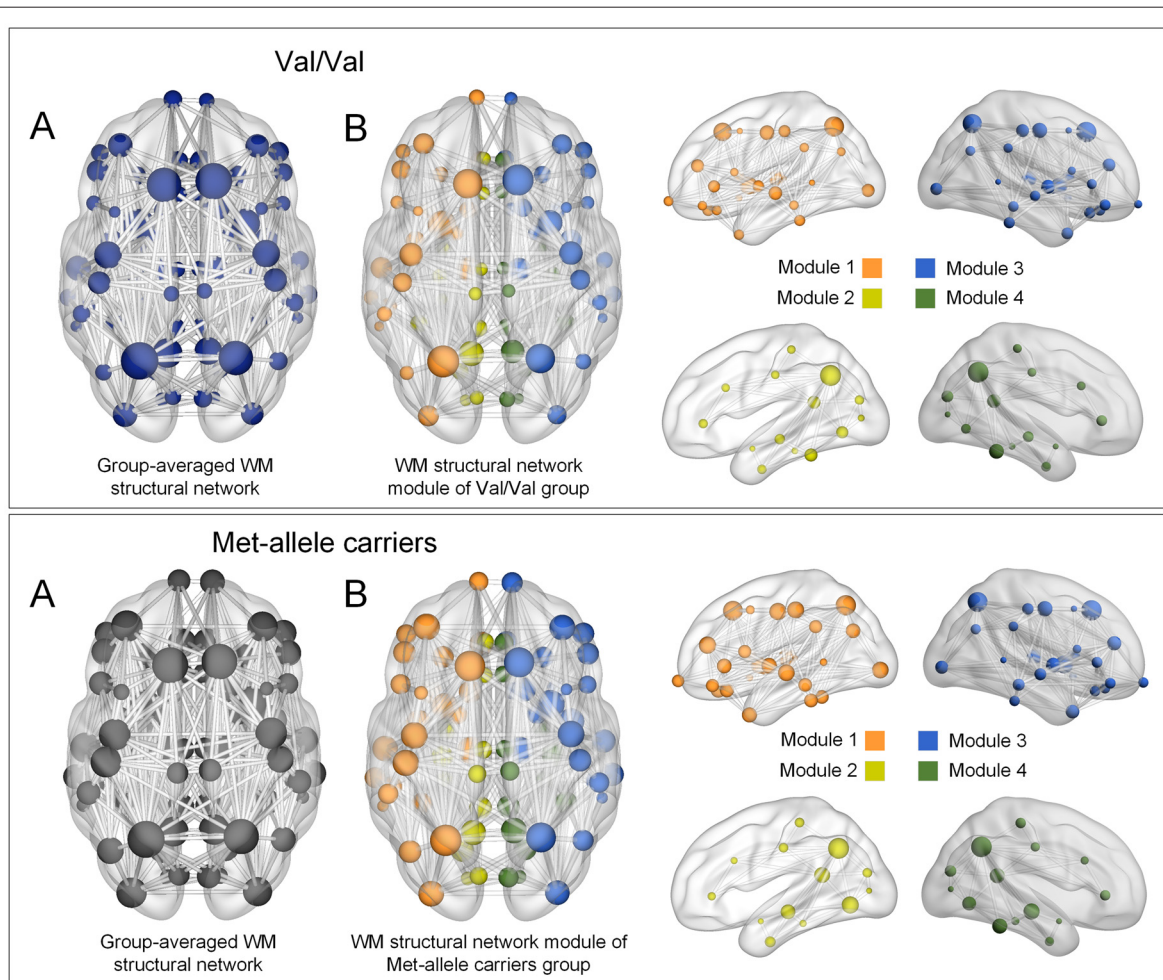 Val/Val
A
B
Module 1
Module 3
Module 2
Module 4
Group-averaged WM
structural network
WM structural network
module of Val/Val group
Met-allele carriers
A
B
Module 1
Module 3
Module 2
Module 4
Group-averaged WM
structural network
WM structural network module of
Met-allele carriers group